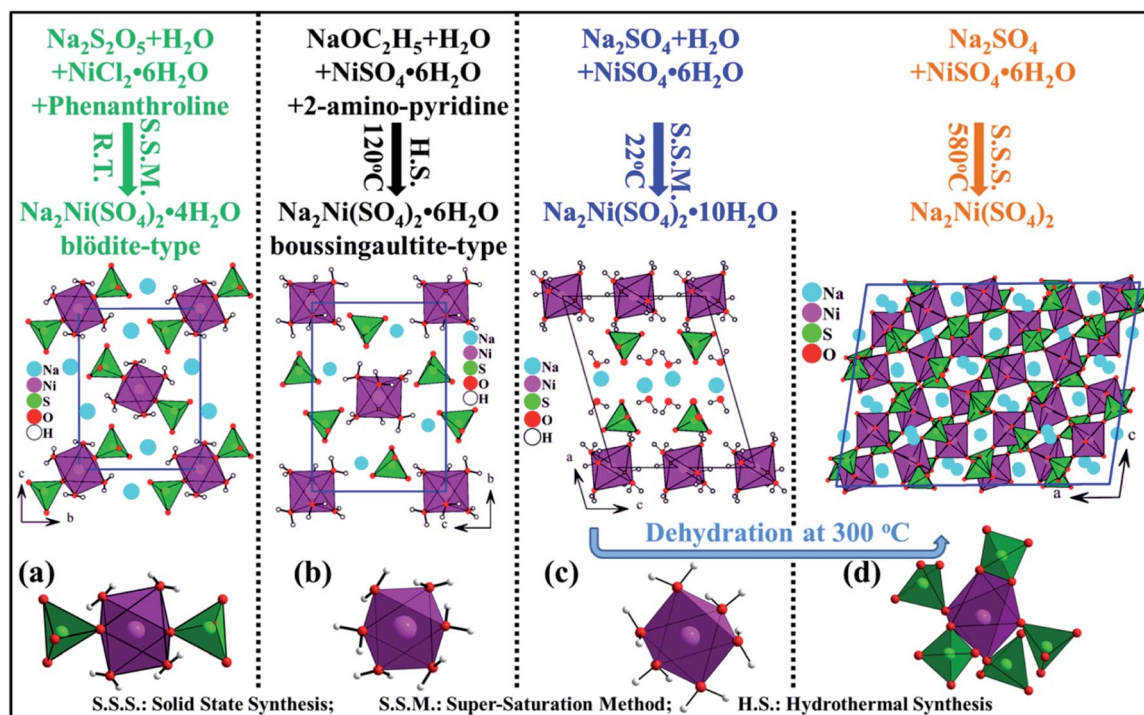 Na₂S₂O₅+H₂O
+NiCl₂•6H₂O
+Phenanthroline
S.S.M.
R.T.
Na₂Ni(SO₄)₂•4H₂O
blödite-type
Na
Ni
S
O
H
c
b
(a)
NaOC₂H₅+H₂O
+NiSO₄•6H₂O
+2-amino-pyridine
H.S.
120°C
Na₂Ni(SO₄)₂•6H₂O
boussingaultite-type
Na
Ni
S
O
H
b
c
(b)
Na₂SO₄+H₂O
+NiSO₄•6H₂O
S.S.M.
22°C
Na₂Ni(SO₄)₂•10H₂O
Na
Ni
S
O
H
a
c
(c)
Na₂SO₄
+NiSO₄•6H₂O
S.S.S.
580°C
Na₂Ni(SO₄)₂
Na
Ni
S
O
c
a
Dehydration at 300 °C
(d)
S.S.S.: Solid State Synthesis; S.S.M.: Super-Saturation Method; H.S.: Hydrothermal Synthesis